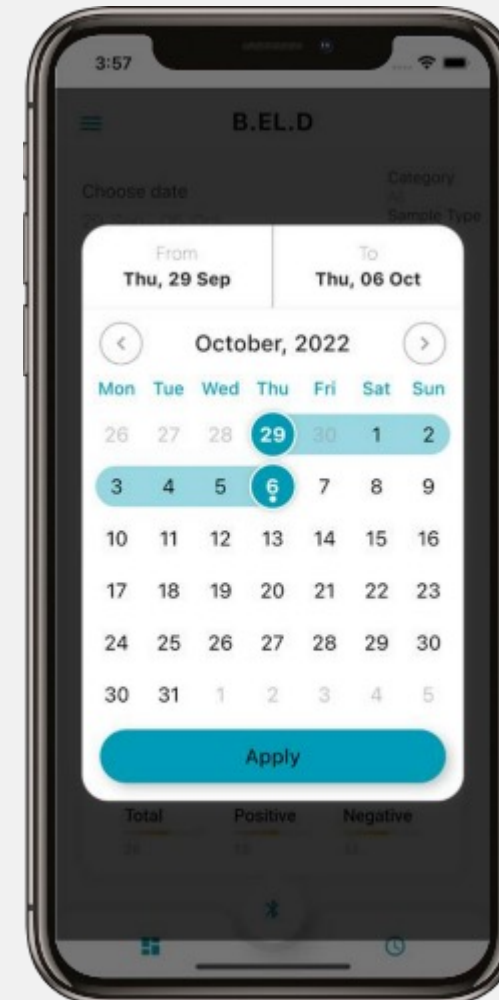 3:57
B.EL.D
Choose date
Category
Sample Type
From
To
Thu, 29 Sep
Thu, 06 Oct
October, 2022
Mon Tue Wed Thu Fri Sat Sun
26 27 28 29 30 1 2
3 4 5 6 7 8 9
10 11 12 13 14 15 16
17 18 19 20 21 22 23
24 25 26 27 28 29 30
30 31 1 2 3 4 5
Apply
Total Positive Negative